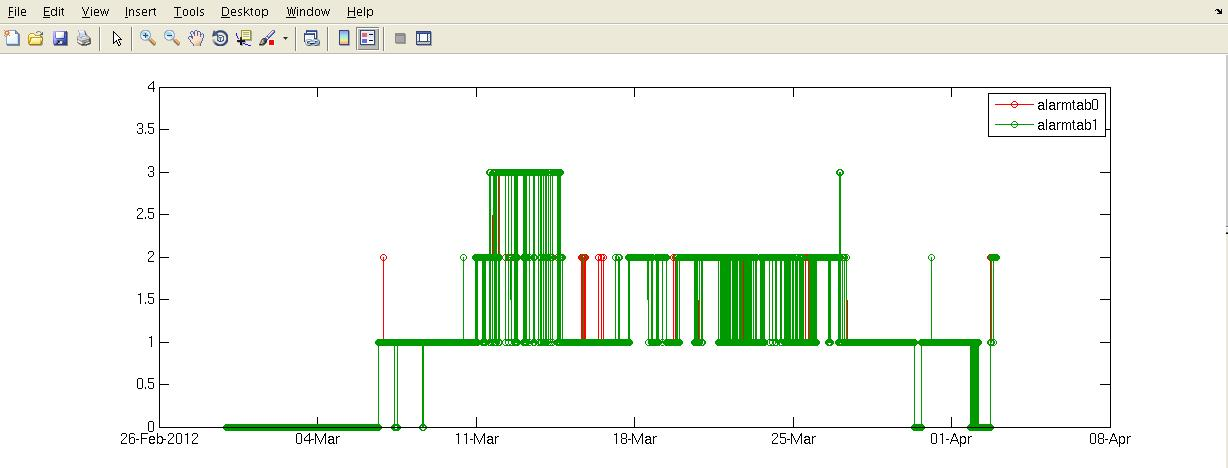 File Edit View Insert Tools Desktop Window Help
4
3.5
3
2.5
2
1.5
1
0.5
0
26-Feb-2012 04-Mar 11-Mar 18-Mar 25-Mar 01-Apr 08-Apr
alarmtab0
alarmtab1